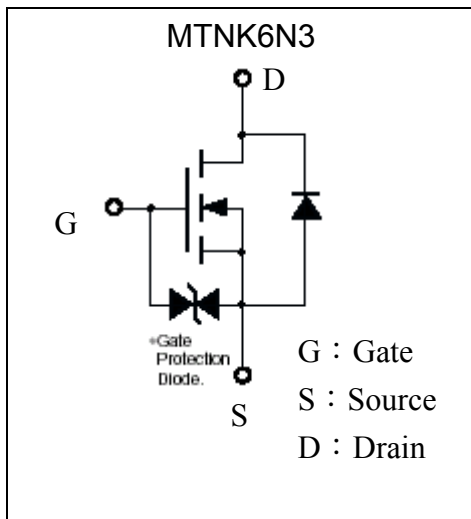 MTNK6N3
D
G
*Gate
Protection
Diode.
S
G：Gate
S：Source
D：Drain